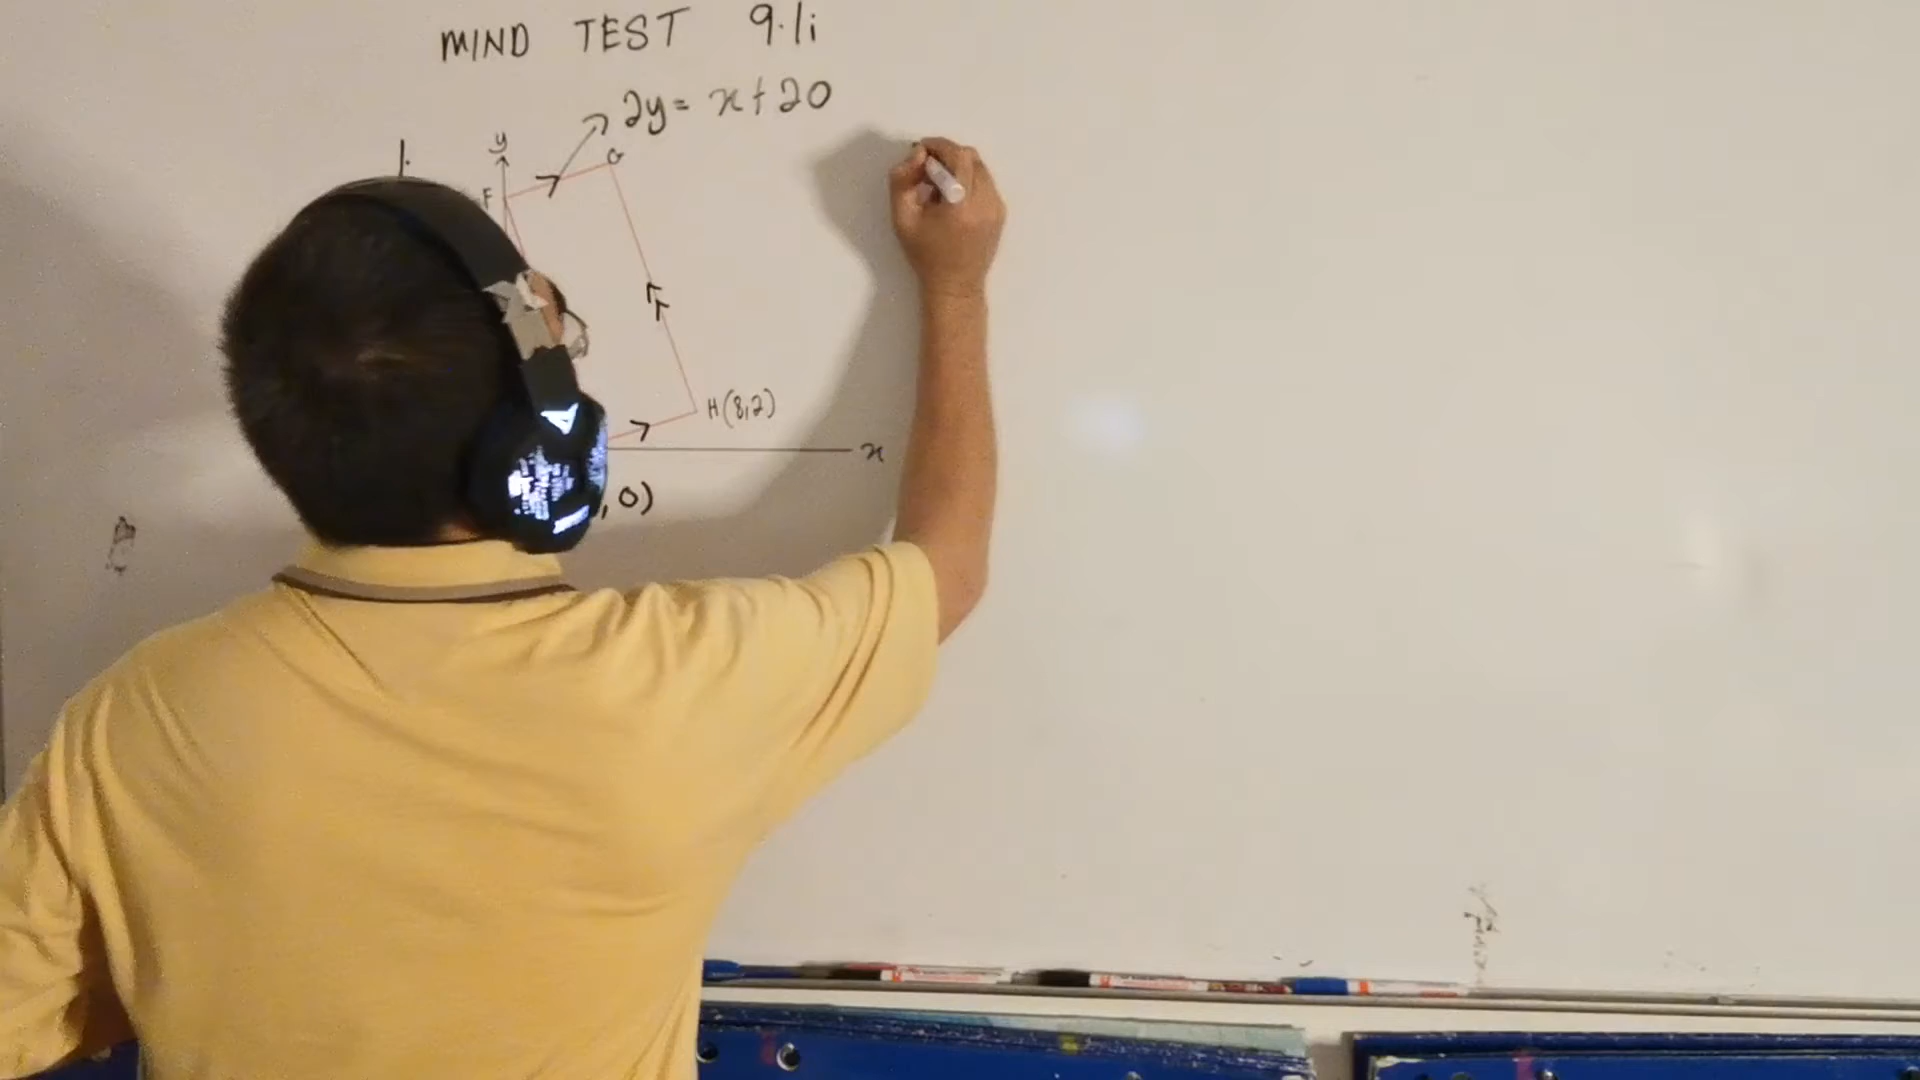 MIND TEST 9.1i
2y = x + 20
1.
y
G
F
H(8,2)
x
, 0)